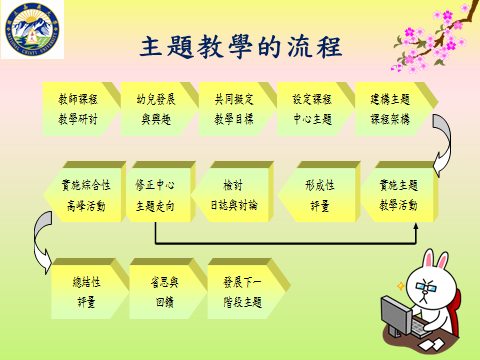 主題教學的流程
教師課程
教學研討
幼兒發展
與興趣
共同擬定
教學目標
設定課程
中心主題
建構主題
課程架構
實施主題
教學活動
形成性
評量
檢討
日誌與討論
修正中心
主題走向
實施綜合性
高峰活動
總結性
評量
省思與
回饋
發展下一
階段主題